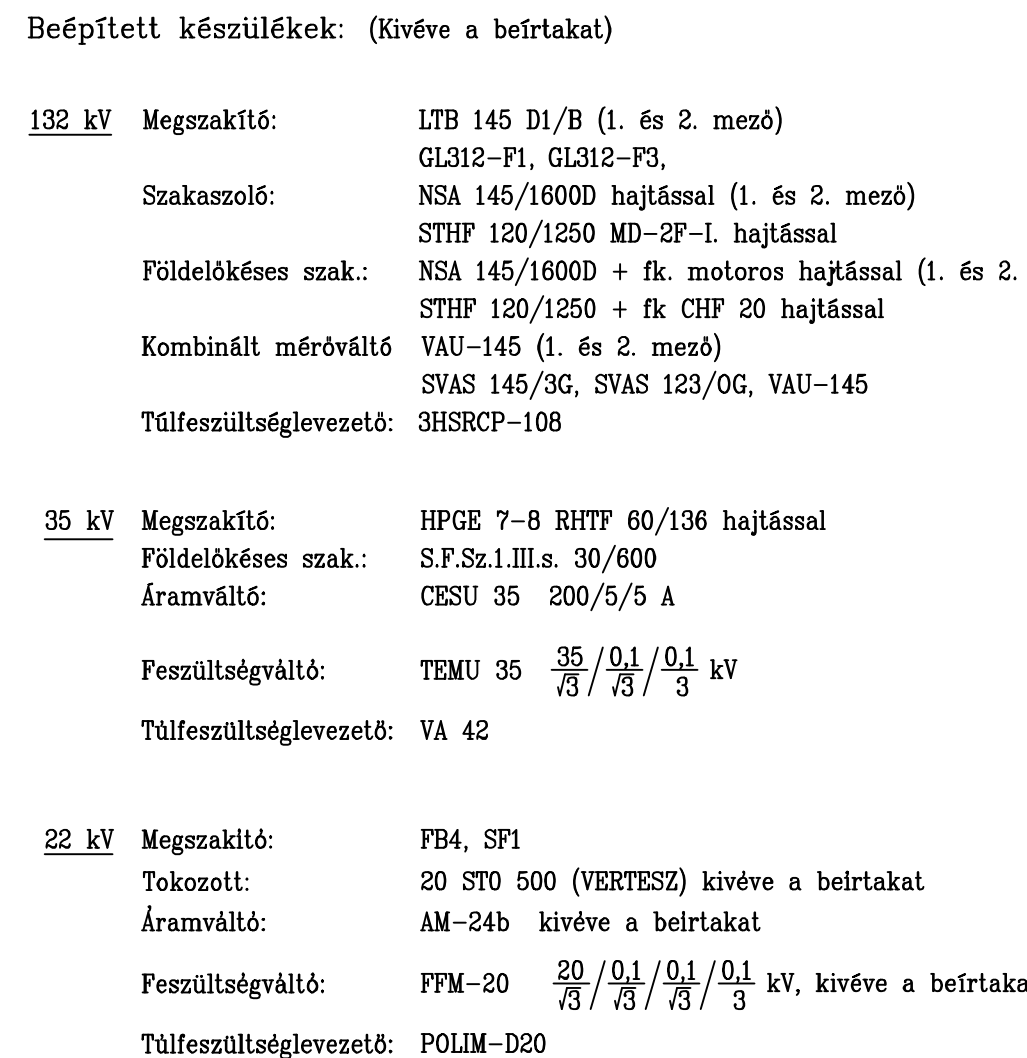 Beépített készülékek: (Kivéve a beírtakat)
132 kV Megszakító: LTB 145 D1/B (1. és 2. mező)
GL312-F1, GL312-F3,
Szakaszoló: NSA 145/1600D hajtással (1. és 2. mező)
STHF 120/1250 MD-2F-I. hajtással
Földelőkéses szak.: NSA 145/1600D + fk. motoros hajtással (1. és 2.
STHF 120/1250 + fk CHF 20 hajtással
Kombinált mérőváltó VAU-145 (1. és 2. mező)
SVAS 145/3G, SVAS 123/0G, VAU-145
Túlfeszültséglevezető: 3HSRCP-108
35 kV Megszakító: HPGE 7-8 RHTF 60/136 hajtással
Földelőkéses szak.: S.F.Sz.1.III.s. 30/600
Áramváltó: CESU 35 200/5/5 A
Feszültségváltó: TEMU 35 35/√3 / 0,1/√3 / 0,1/3 kV
Túlfeszültséglevezető: VA 42
22 kV Megszakító: FB4, SF1
Tokozott: 20 STO 500 (VERTESZ) kivéve a beirtakat
Áramváltó: AM-24b kivéve a beirtakat
Feszültségváltó: FFM-20 20/√3 / 0,1/√3 / 0,1/√3 / 0,1/3 kV, kivéve a beírtaka
Túlfeszültséglevezető: POLIM-D20